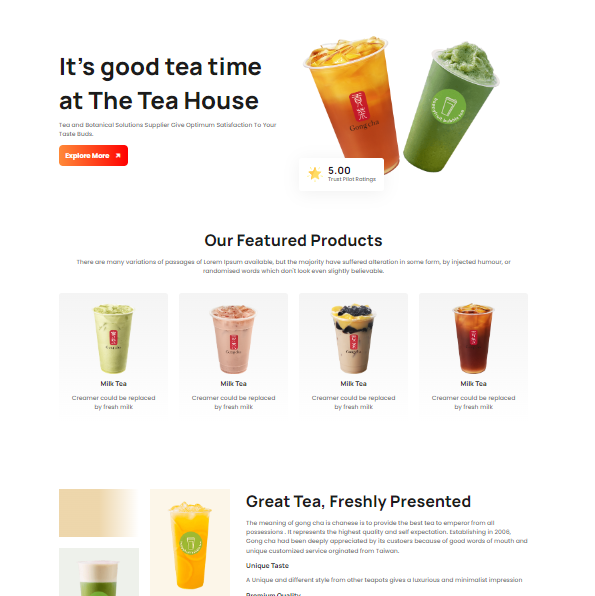 It's good tea time
at The Tea House
Tea and Botanical Solutions Supplier Give Optimum Satisfaction To Your
Taste Buds.
Explore More
貢茶
Gong cha
5.00
Trust Pilot Ratings
Our Featured Products
There are many variations of passages of Lorem Ipsum available, but the majority have suffered alteration in some form, by injected humour, or
randomised words which don't look even slightly believable.
Milk Tea
Milk Tea
Milk Tea
Milk Tea
Creamer could be replaced
by fresh milk
Creamer could be replaced
by fresh milk
Creamer could be replaced
by fresh milk
Creamer could be replaced
by fresh milk
Great Tea, Freshly Presented
The meaning of gong cha is chanese is to provide the best tea to emperor from all
passessions . It represents the highest quality and self expectation. Establishing in 2006,
Gong cha had been deeply appreciated by its custoers because of good words of mouth and
unique customized service orginated from Taiwan.
Unique Taste
A Unique and different style from other teapots gives a luxurious and minimalist impression
Premium Quality